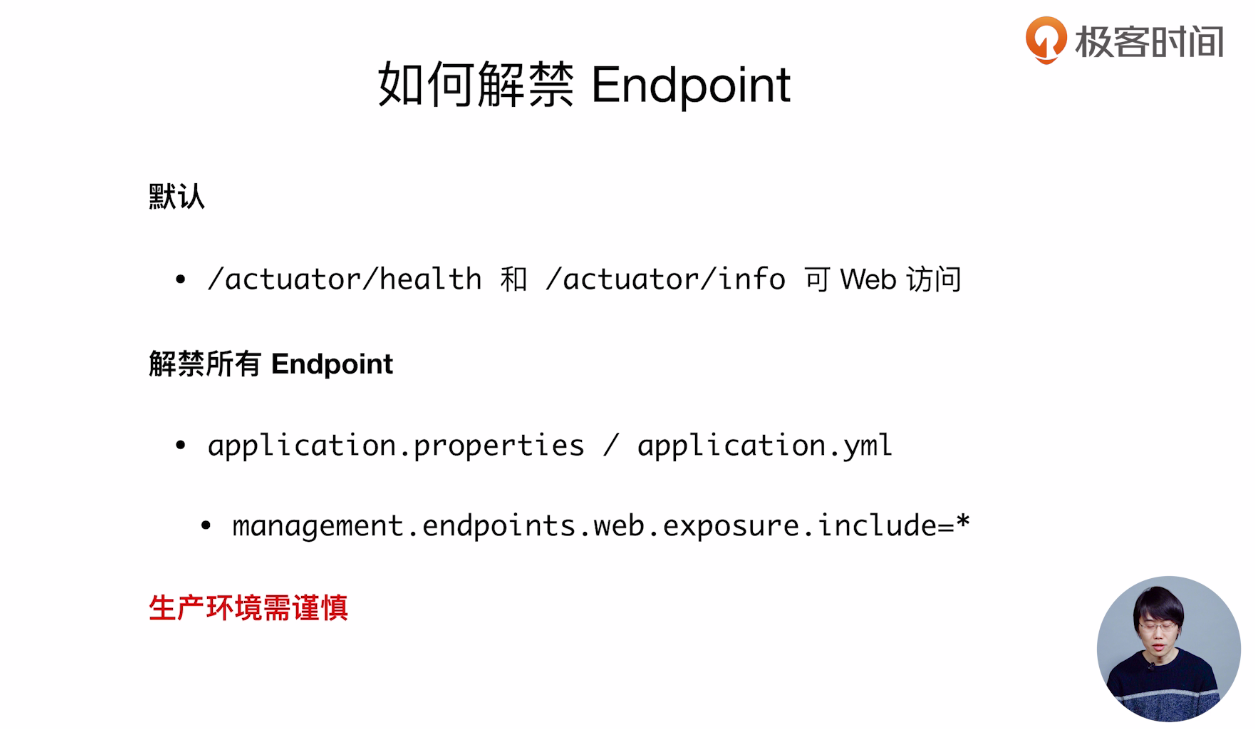 极客时间
如何解禁 Endpoint
默认
• /actuator/health 和 /actuator/info 可 Web 访问
解禁所有 Endpoint
• application.properties / application.yml
• management.endpoints.web.exposure.include=*
生产环境需谨慎